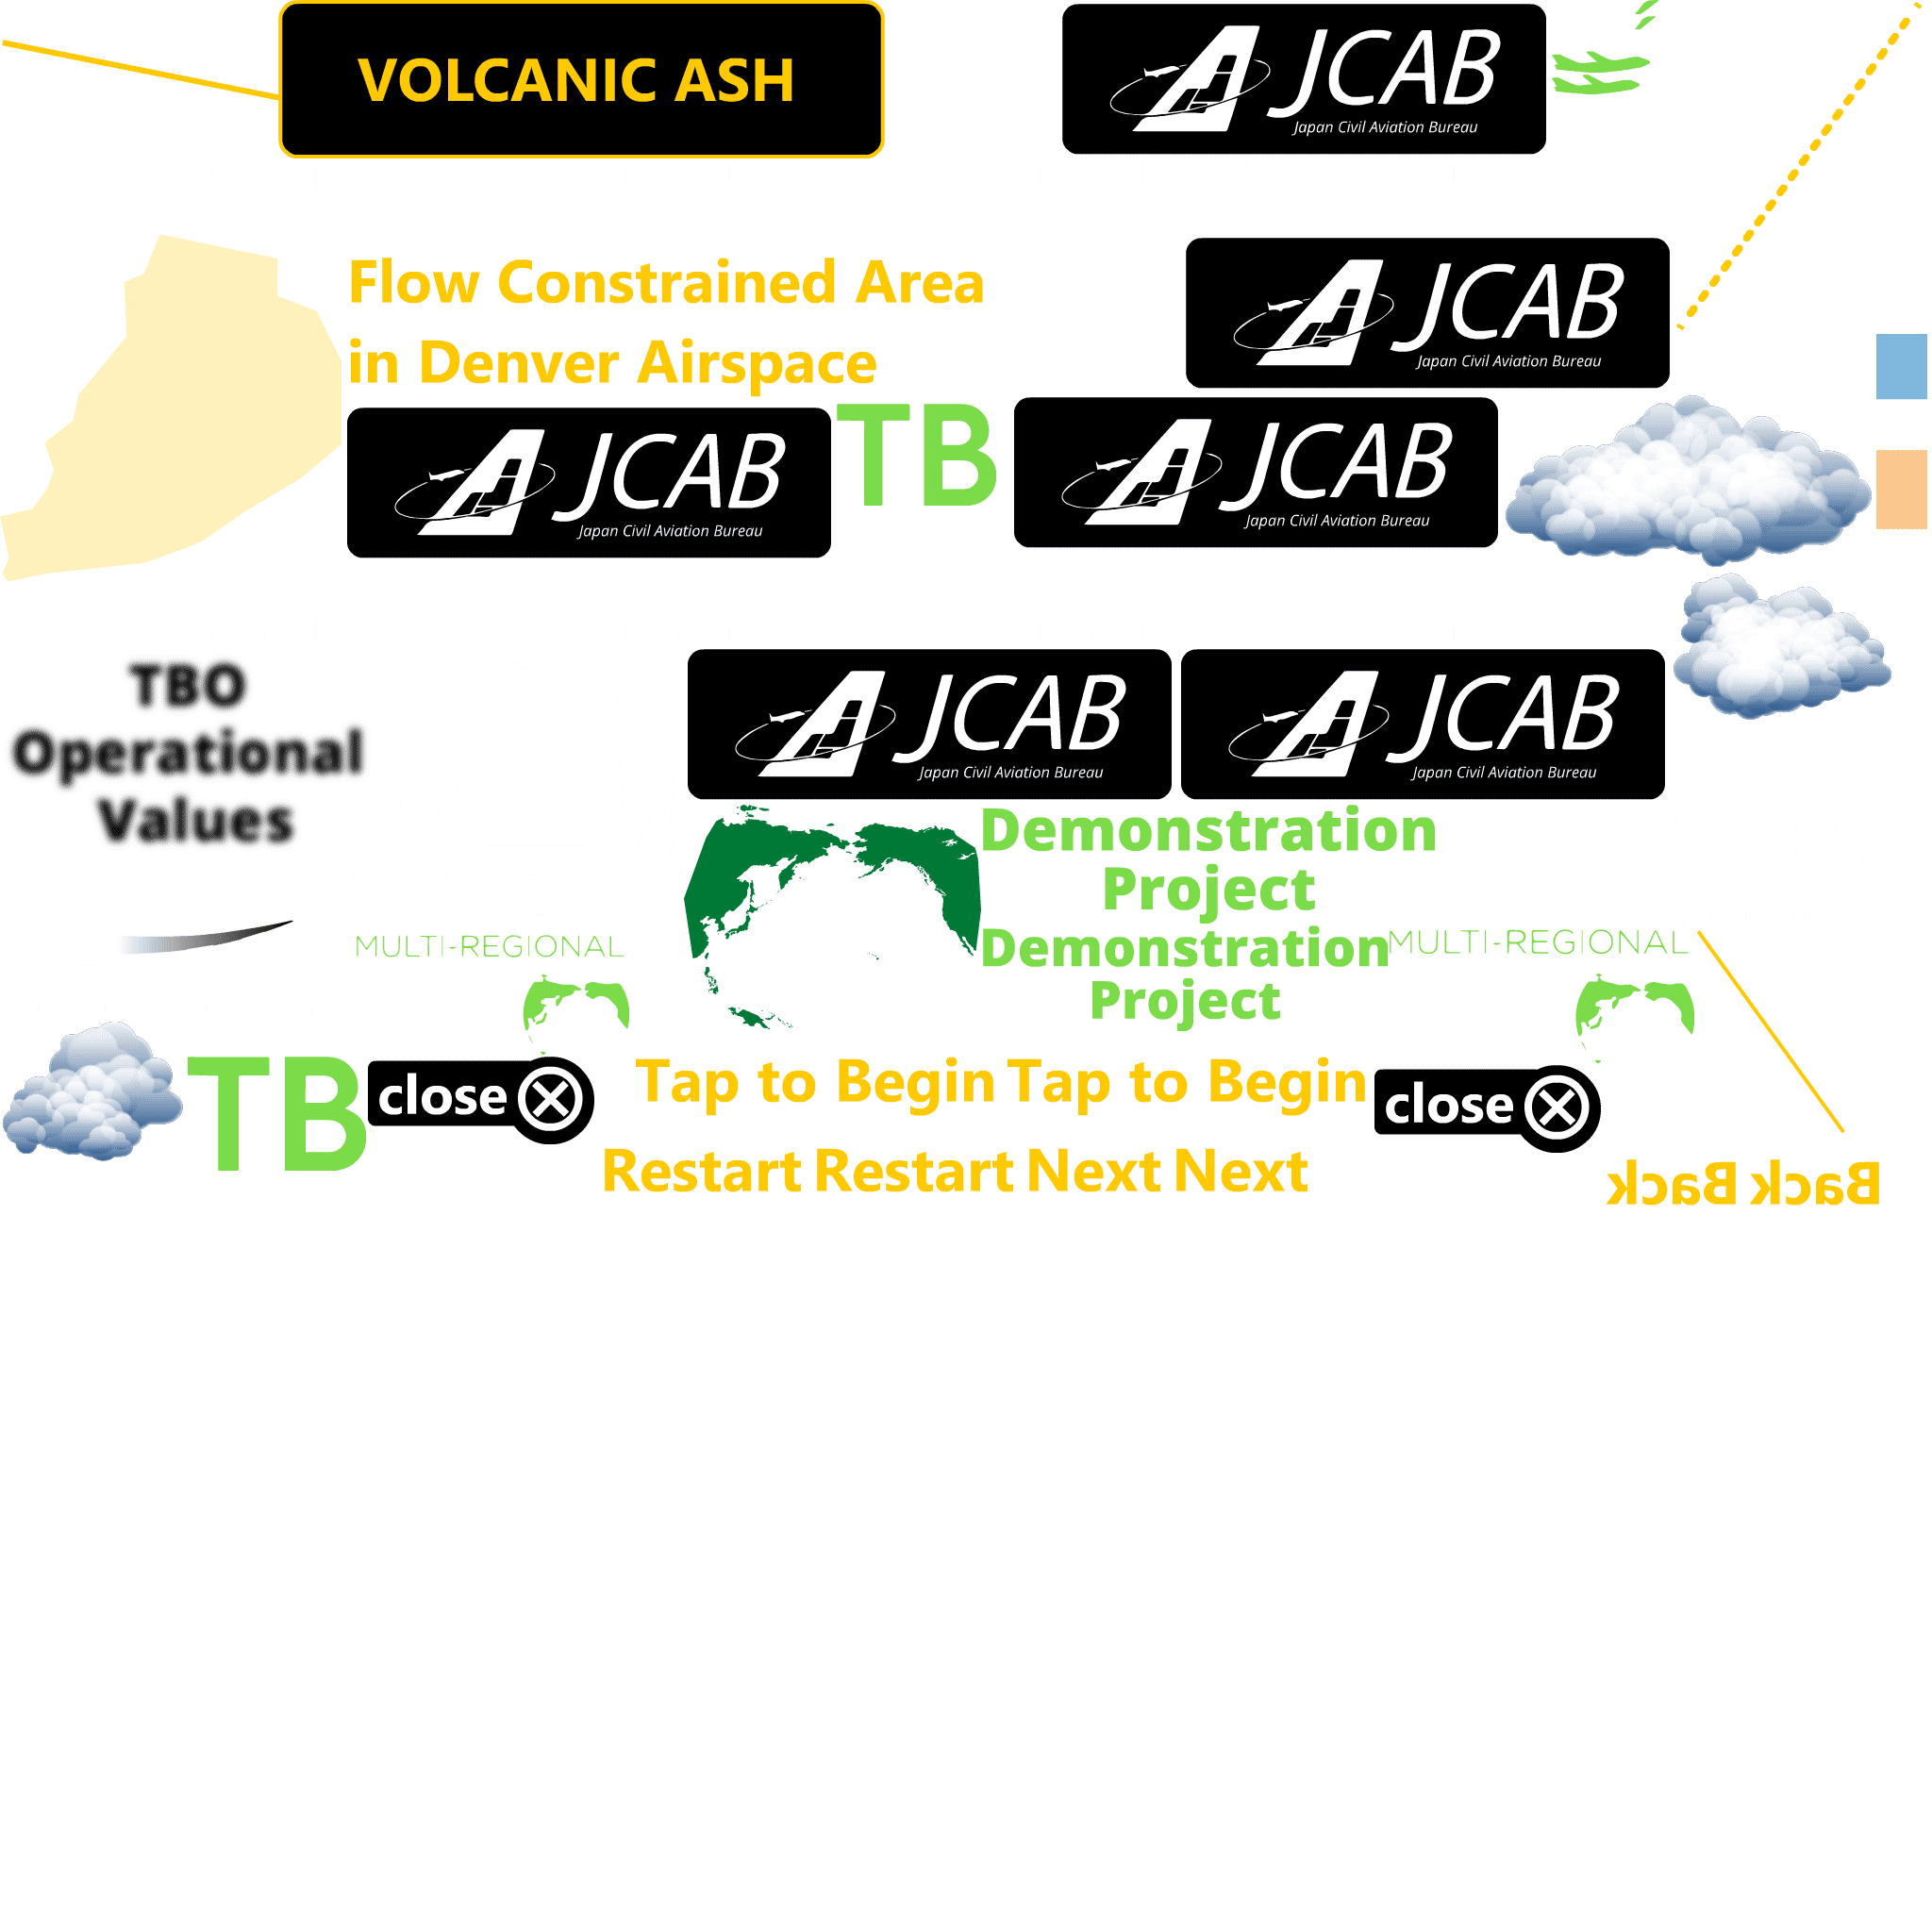 VOLCANIC ASH
JCAB
Japan Civil Aviation Bureau
Flow Constrained Area
in Denver Airspace
JCAB
Japan Civil Aviation Bureau
JCAB
Japan Civil Aviation Bureau
TB
JCAB
Japan Civil Aviation Bureau
TBO
Operational
Values
JCAB
Japan Civil Aviation Bureau
JCAB
Japan Civil Aviation Bureau
Demonstration
Project
MULTI-REGIONAL
Demonstration
Project
MULTI-REGIONAL
TB
close
Tap to Begin
Tap to Begin
close
Restart
Restart
Next
Next
Back
Back